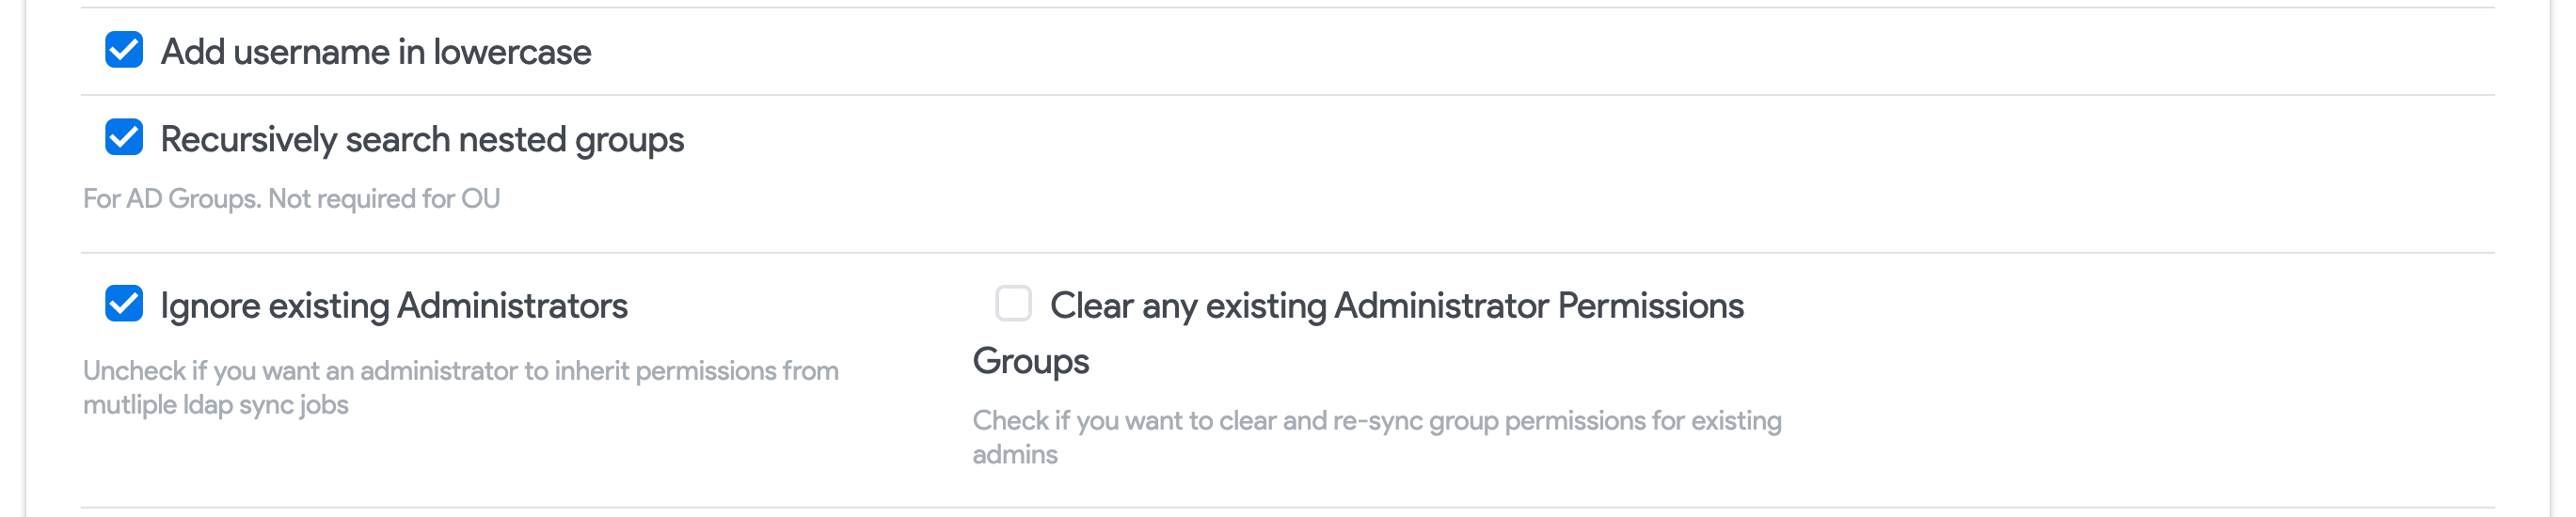 Add username in lowercase
Recursively search nested groups
For AD Groups. Not required for OU
Ignore existing Administrators
Uncheck if you want an administrator to inherit permissions from
mutliple ldap sync jobs
Clear any existing Administrator Permissions
Groups
Check if you want to clear and re-sync group permissions for existing
admins